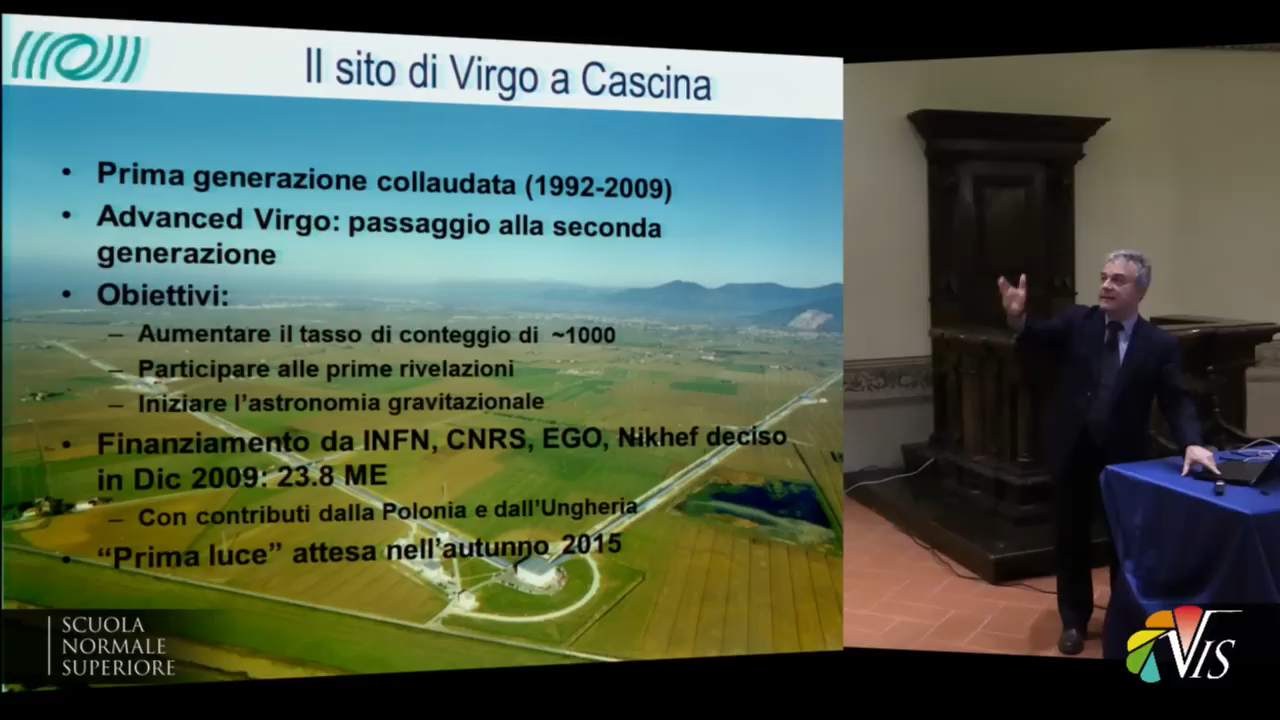 Il sito di Virgo a Cascina
• Prima generazione collaudata (1992-2009)
• Advanced Virgo: passaggio alla seconda
generazione
• Obiettivi:
– Aumentare il tasso di conteggio di ~1000
– Participare alle prime rivelazioni
– Iniziare l'astronomia gravitazionale
• Finanziamento da INFN, CNRS, EGO, Nikhef deciso
in Dic 2009: 23.8 ME
– Con contributi dalla Polonia e dall'Ungheria
• “Prima luce” attesa nell'autunno 2015
SCUOLA
NORMALE
SUPERIORE
VIS